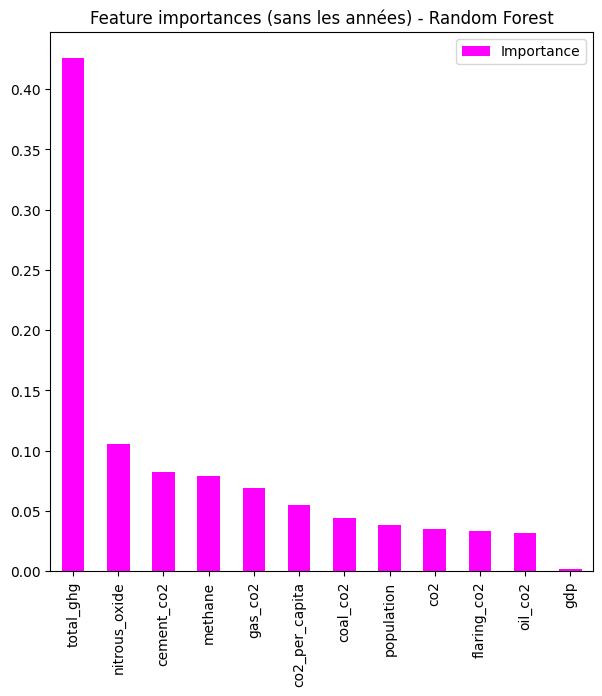 Feature importances (sans les années) - Random Forest
Importance
0.40
0.35
0.30
0.25
0.20
0.15
0.10
0.05
0.00
total_ghg
nitrous_oxide
cement_co2
methane
gas_co2
co2_per_capita
coal_co2
population
co2
flaring_co2
oil_co2
gdp